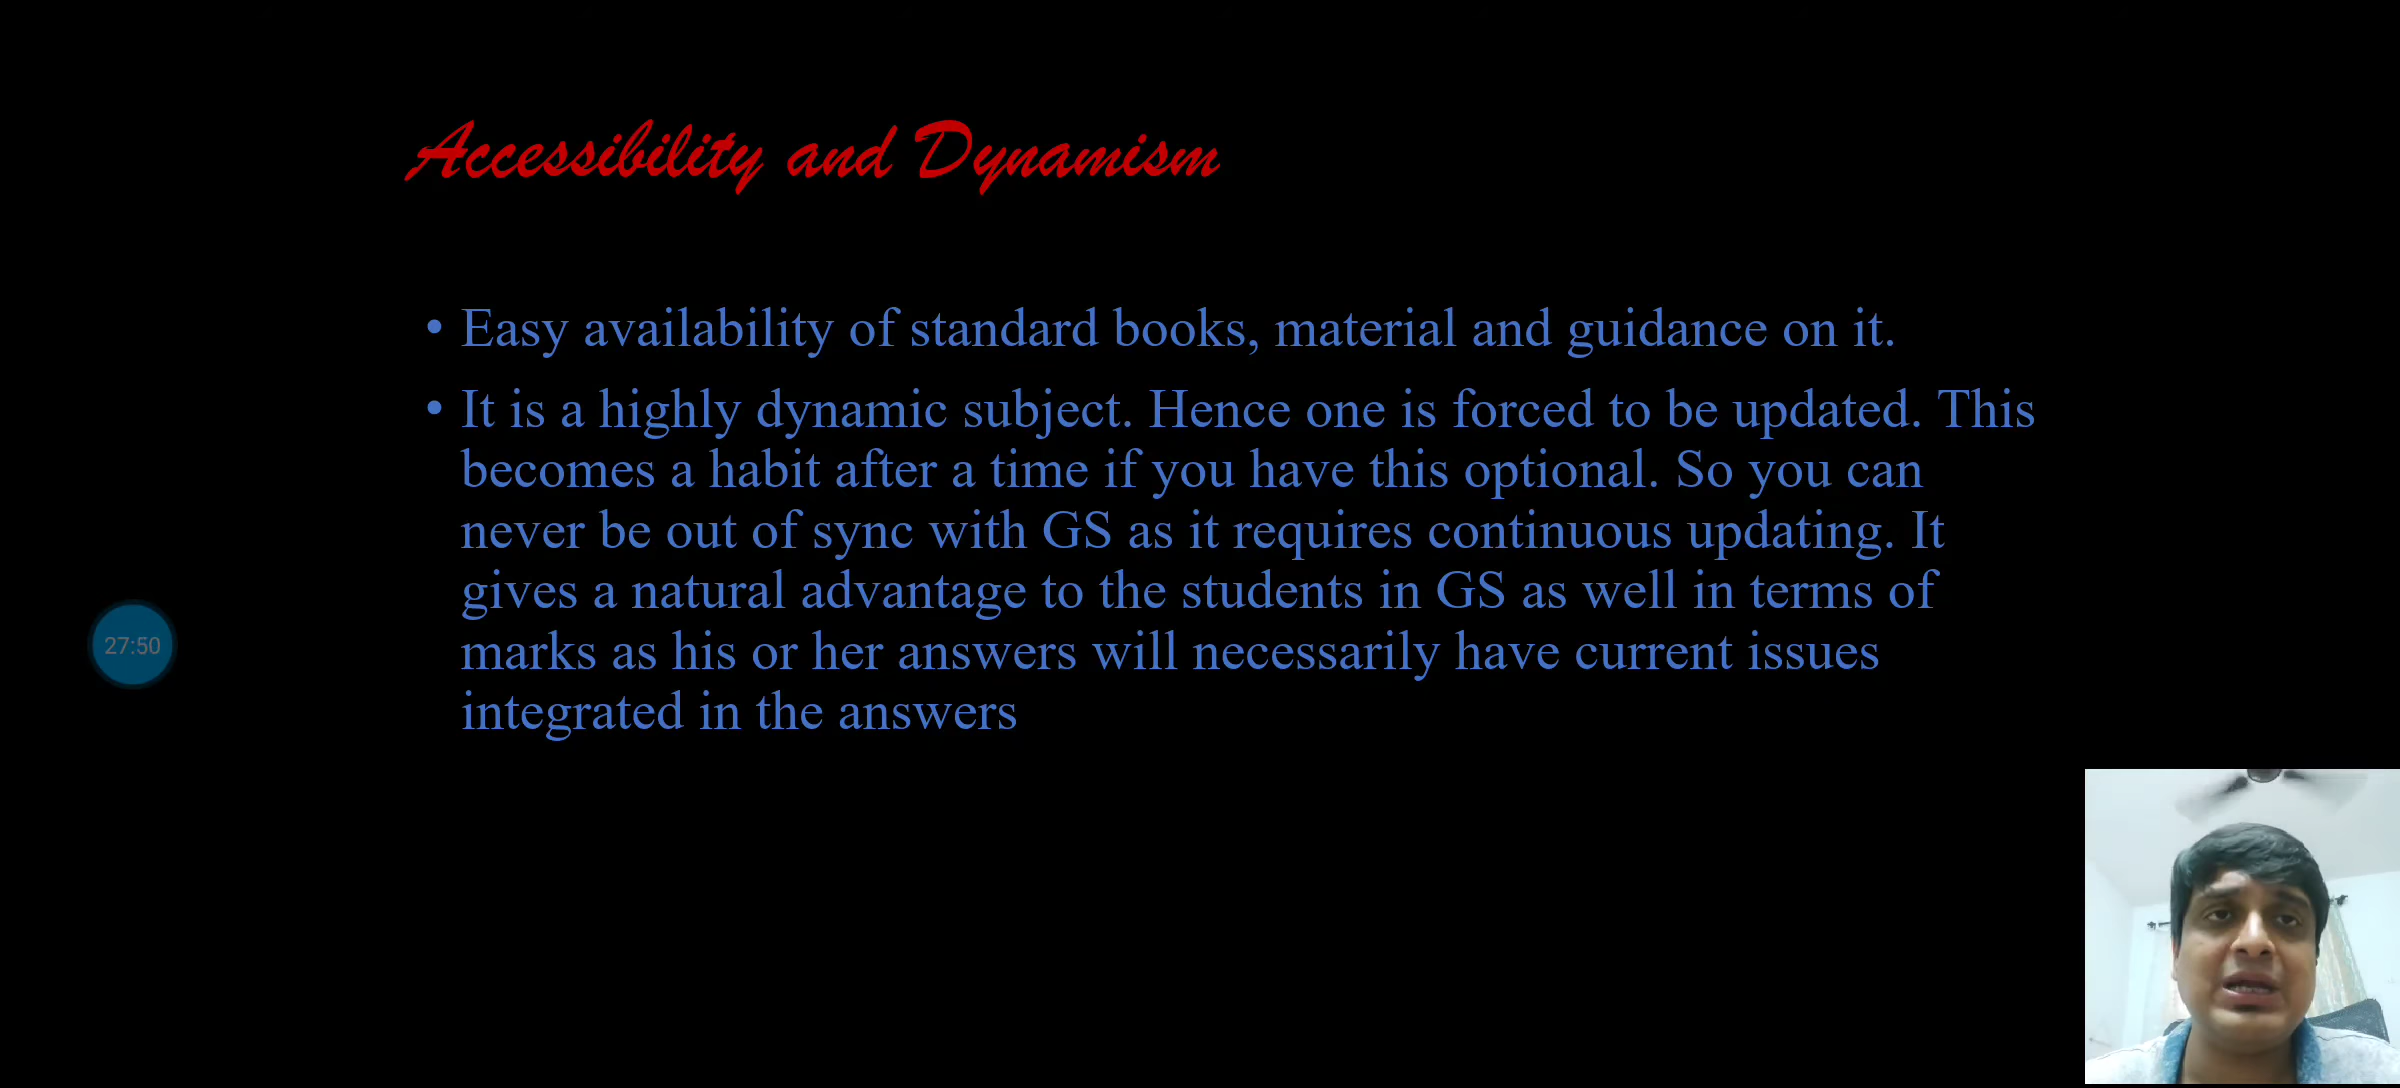 Accessibility and Dynamism
• Easy availability of standard books, material and guidance on it.
• It is a highly dynamic subject. Hence one is forced to be updated. This
becomes a habit after a time if you have this optional. So you can
never be out of sync with GS as it requires continuous updating. It
gives a natural advantage to the students in GS as well in terms of
marks as his or her answers will necessarily have current issues
integrated in the answers
27:50